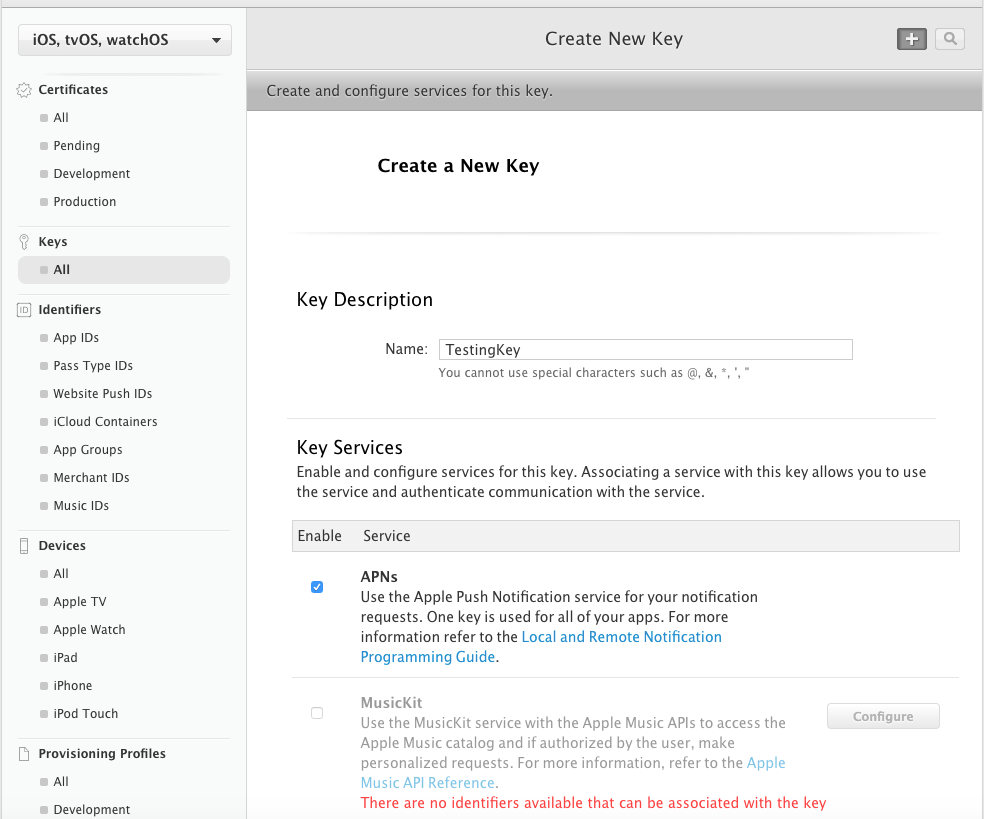 iOS, tvOS, watchOS
Certificates
All
Pending
Development
Production
Keys
All
ID
Identifiers
App IDs
Pass Type IDs
Website Push IDs
iCloud Containers
App Groups
Merchant IDs
Music IDs
Devices
All
Apple TV
Apple Watch
iPad
iPhone
iPod Touch
Provisioning Profiles
All
Development
Create New Key
Create and configure services for this key.
Create a New Key
Key Description
Name: TestingKey
You cannot use special characters such as @, &, *, ', "
Key Services
Enable and configure services for this key. Associating a service with this key allows you to use
the service and authenticate communication with the service.
Enable Service
APNs
Use the Apple Push Notification service for your notification
requests. One key is used for all of your apps. For more
information refer to the Local and Remote Notification
Programming Guide.
MusicKit
Use the MusicKit service with the Apple Music APIs to access the
Apple Music catalog and if authorized by the user, make
personalized requests. For more information, refer to the Apple
Music API Reference.
There are no identifiers available that can be associated with the key
Configure